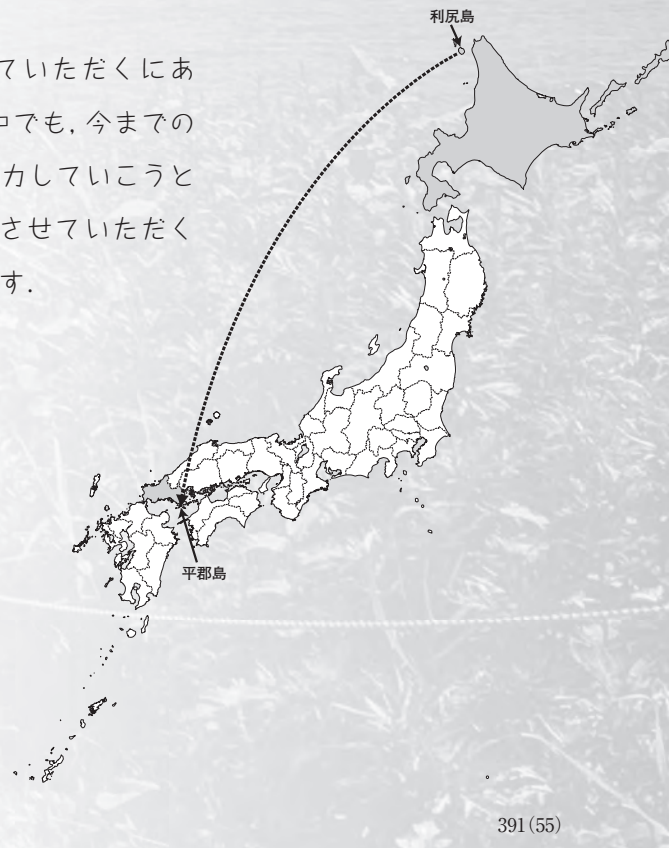 利尻島
ていただくにあ
中でも，今までの
力していこうと
させていただく
す．
平郡島
391(55)